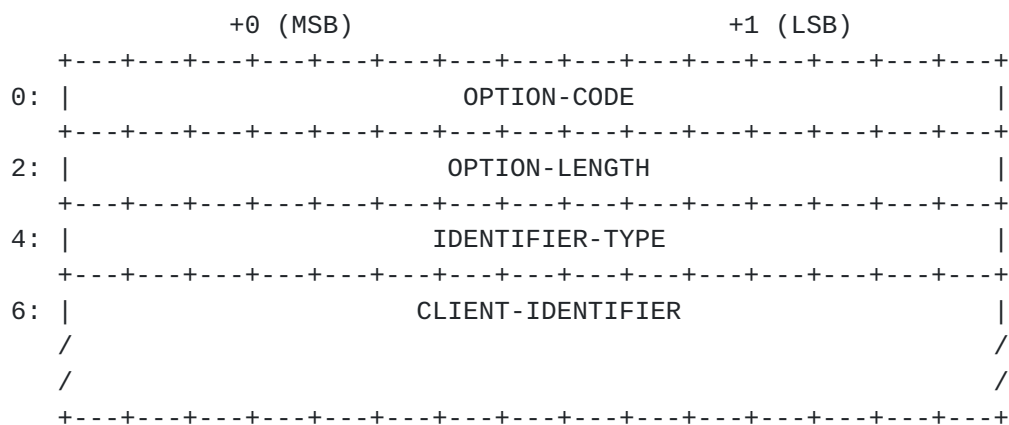 +0 (MSB)                        +1 (LSB)
   +---+---+---+---+---+---+---+---+---+---+---+---+---+---+---+
0: |                         OPTION-CODE                       |
   +---+---+---+---+---+---+---+---+---+---+---+---+---+---+---+
2: |                        OPTION-LENGTH                      |
   +---+---+---+---+---+---+---+---+---+---+---+---+---+---+---+
4: |                       IDENTIFIER-TYPE                     |
   +---+---+---+---+---+---+---+---+---+---+---+---+---+---+---+
6: |                      CLIENT-IDENTIFIER                    |
   /                                                           /
   /                                                           /
   +---+---+---+---+---+---+---+---+---+---+---+---+---+---+---+